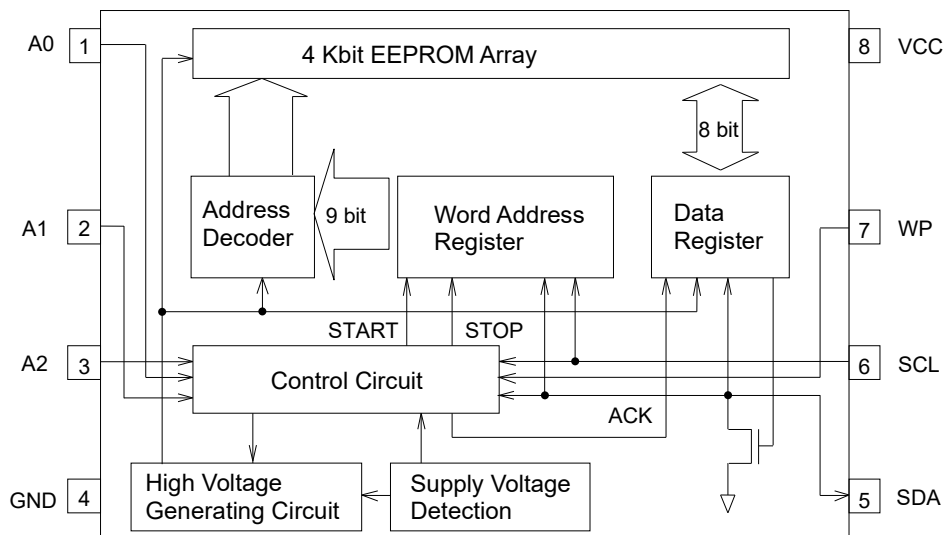 A0
1
4 Kbit EEPROM Array
8
VCC
8 bit
A1
2
Address
Decoder
9 bit
Word Address
Register
Data
Register
7
WP
START
STOP
A2
3
Control Circuit
6
SCL
ACK
GND
4
High Voltage
Generating Circuit
Supply Voltage
Detection
5
SDA